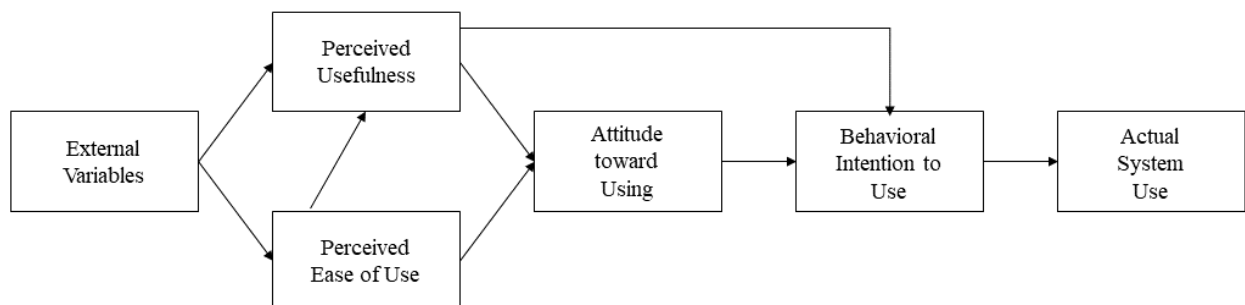 Perceived
Usefulness
External
Variables
Attitude
toward
Using
Behavioral
Intention to
Use
Actual
System
Use
Perceived
Ease of Use